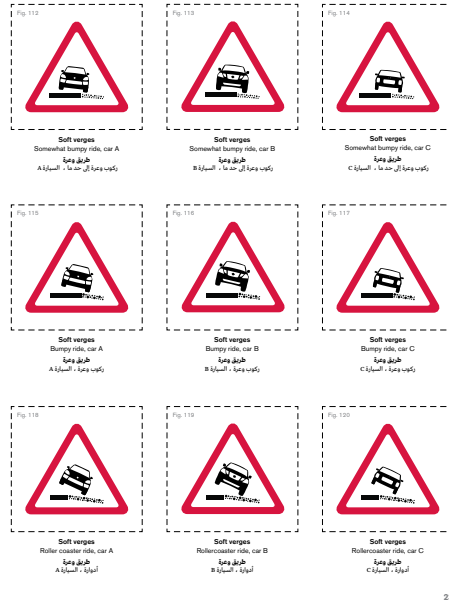 Fig. 112
Fig. 113
Fig. 114
Soft verges
Somewhat bumpy ride, car A
طريق وعرة
ركوب وعرة إلى حد ما ، السيارة A
Soft verges
Somewhat bumpy ride, car B
طريق وعرة
ركوب وعرة إلى حد ما ، السيارة B
Soft verges
Somewhat bumpy ride, car C
طريق وعرة
ركوب وعرة إلى حد ما ، السيارة C
Fig. 115
Fig. 116
Fig. 117
Soft verges
Bumpy ride, car A
طريق وعرة
ركوب وعرة ، السيارة A
Soft verges
Bumpy ride, car B
طريق وعرة
ركوب وعرة ، السيارة B
Soft verges
Bumpy ride, car C
طريق وعرة
ركوب وعرة ، السيارة C
Fig. 118
Fig. 119
Fig. 120
Soft verges
Roller coaster ride, car A
طريق وعرة
أدوارة ، السيارة A
Soft verges
Rollercoaster ride, car B
طريق وعرة
أدوارة ، السيارة B
Soft verges
Rollercoaster ride, car C
طريق وعرة
أدوارة ، السيارة C